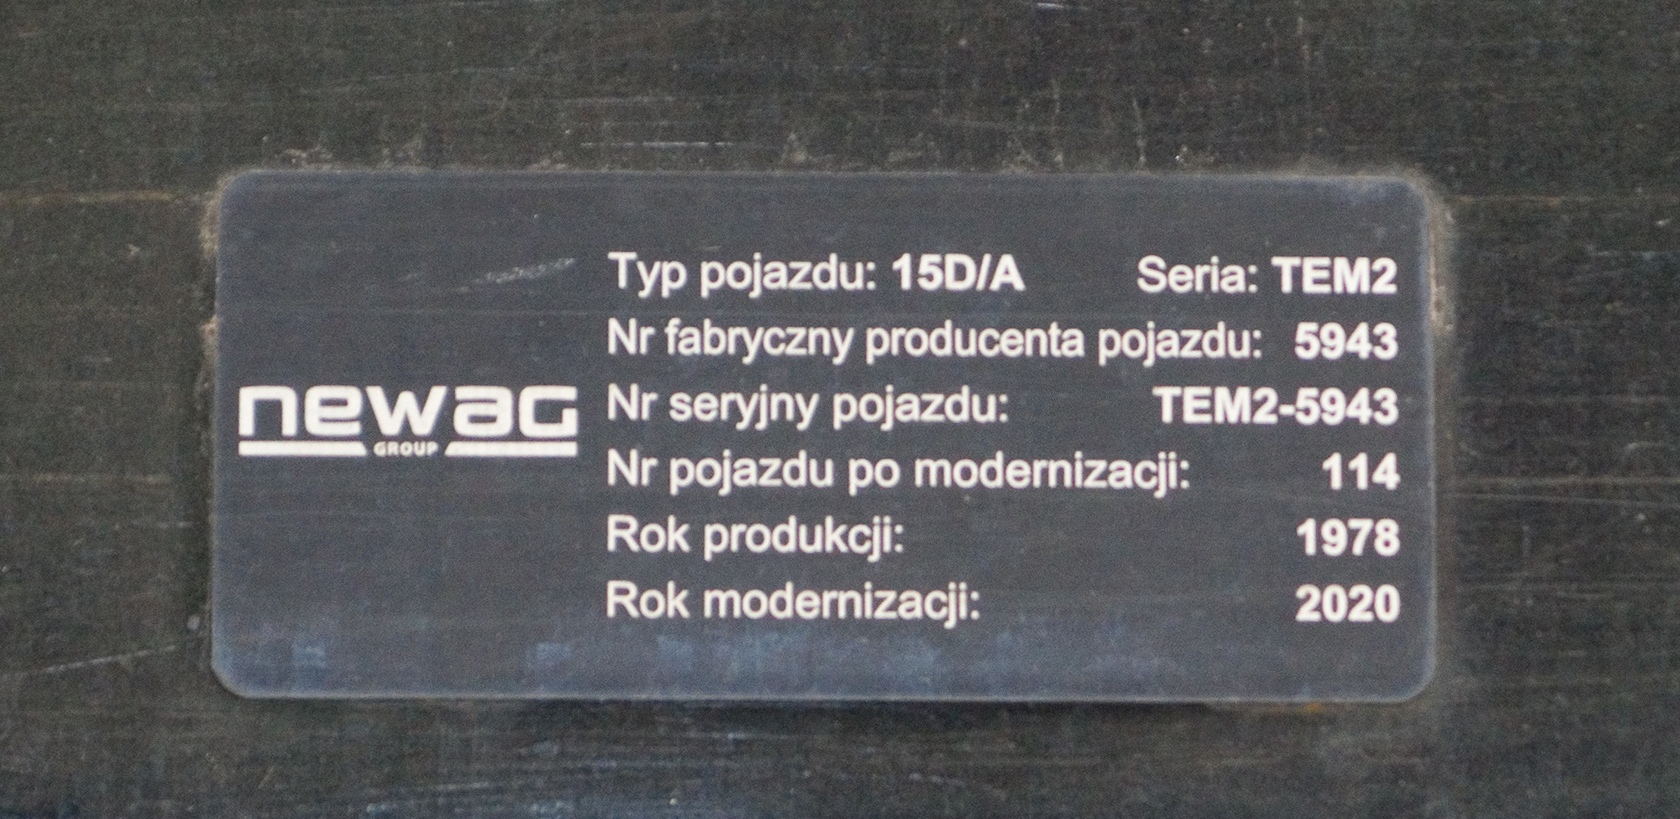 newag
GROUP
Typ pojazdu: 15D/A Seria: TEM2
Nr fabryczny producenta pojazdu: 5943
Nr seryjny pojazdu: TEM2-5943
Nr pojazdu po modernizacji: 114
Rok produkcji: 1978
Rok modernizacji: 2020